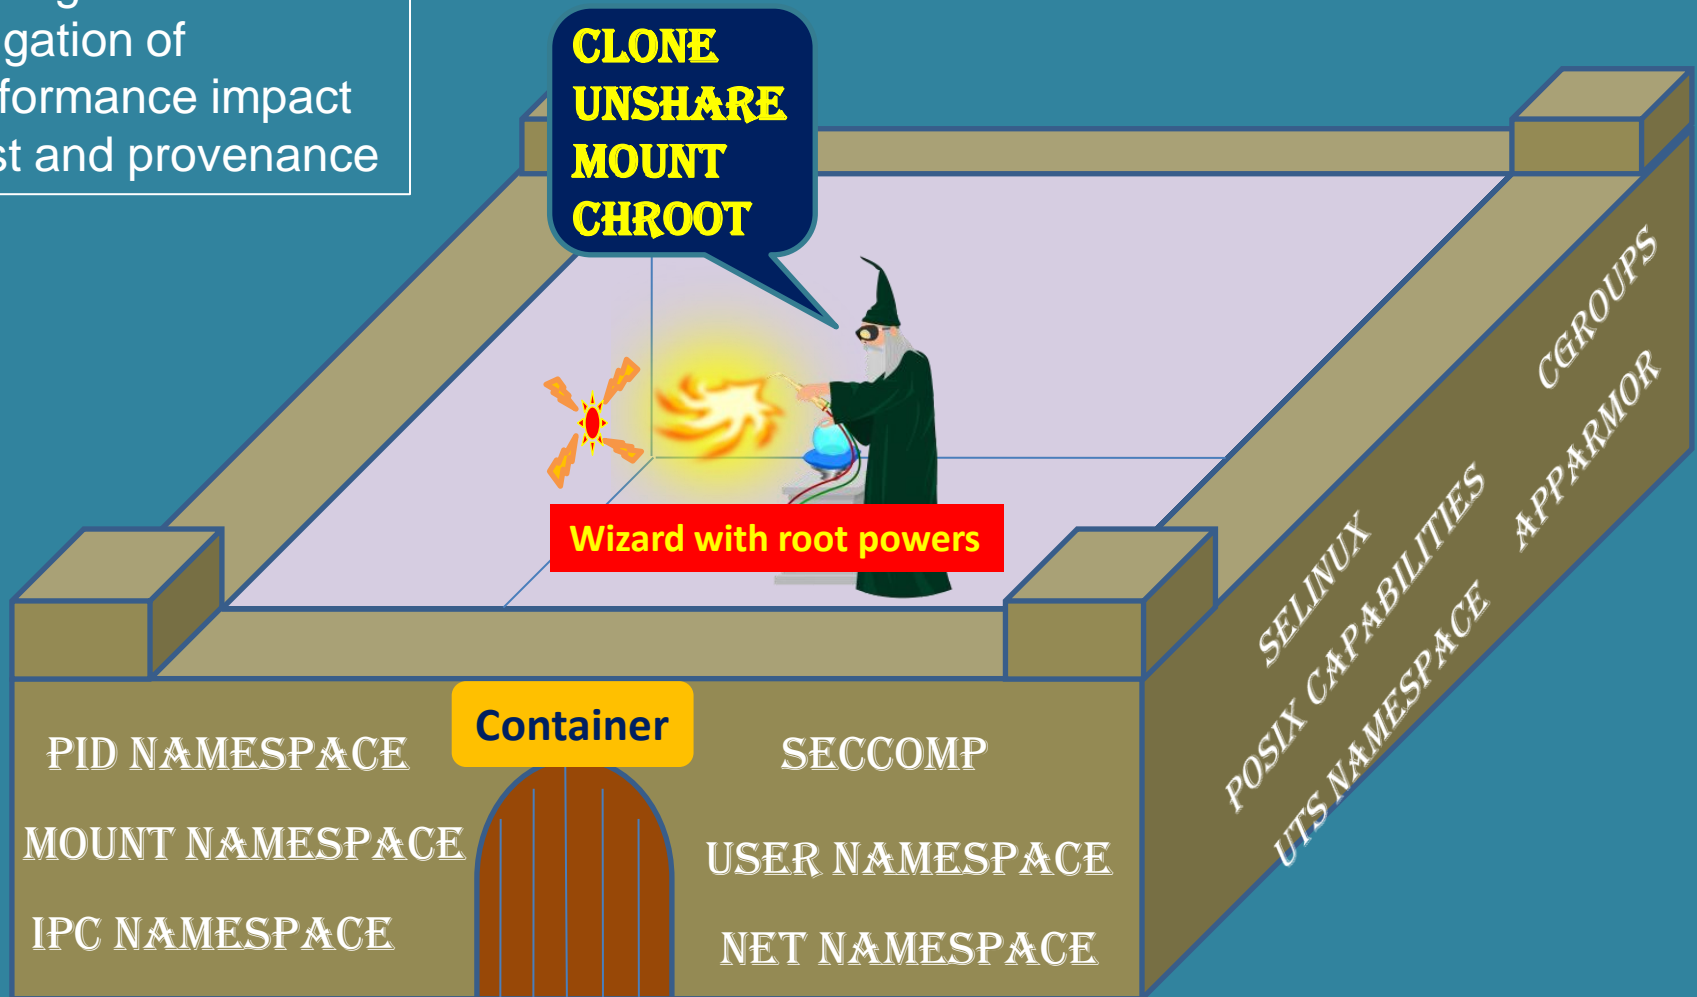 gation of
formance impact
st and provenance
CLONE
UNSHARE
MOUNT
CHROOT
Wizard with root powers
Container
PID NAMESPACE
MOUNT NAMESPACE
IPC NAMESPACE
SECCOMP
USER NAMESPACE
NET NAMESPACE
SELINUX
POSIX CAPABILITIES
UTS NAMESPACE
CGROUPS
APPARMOR